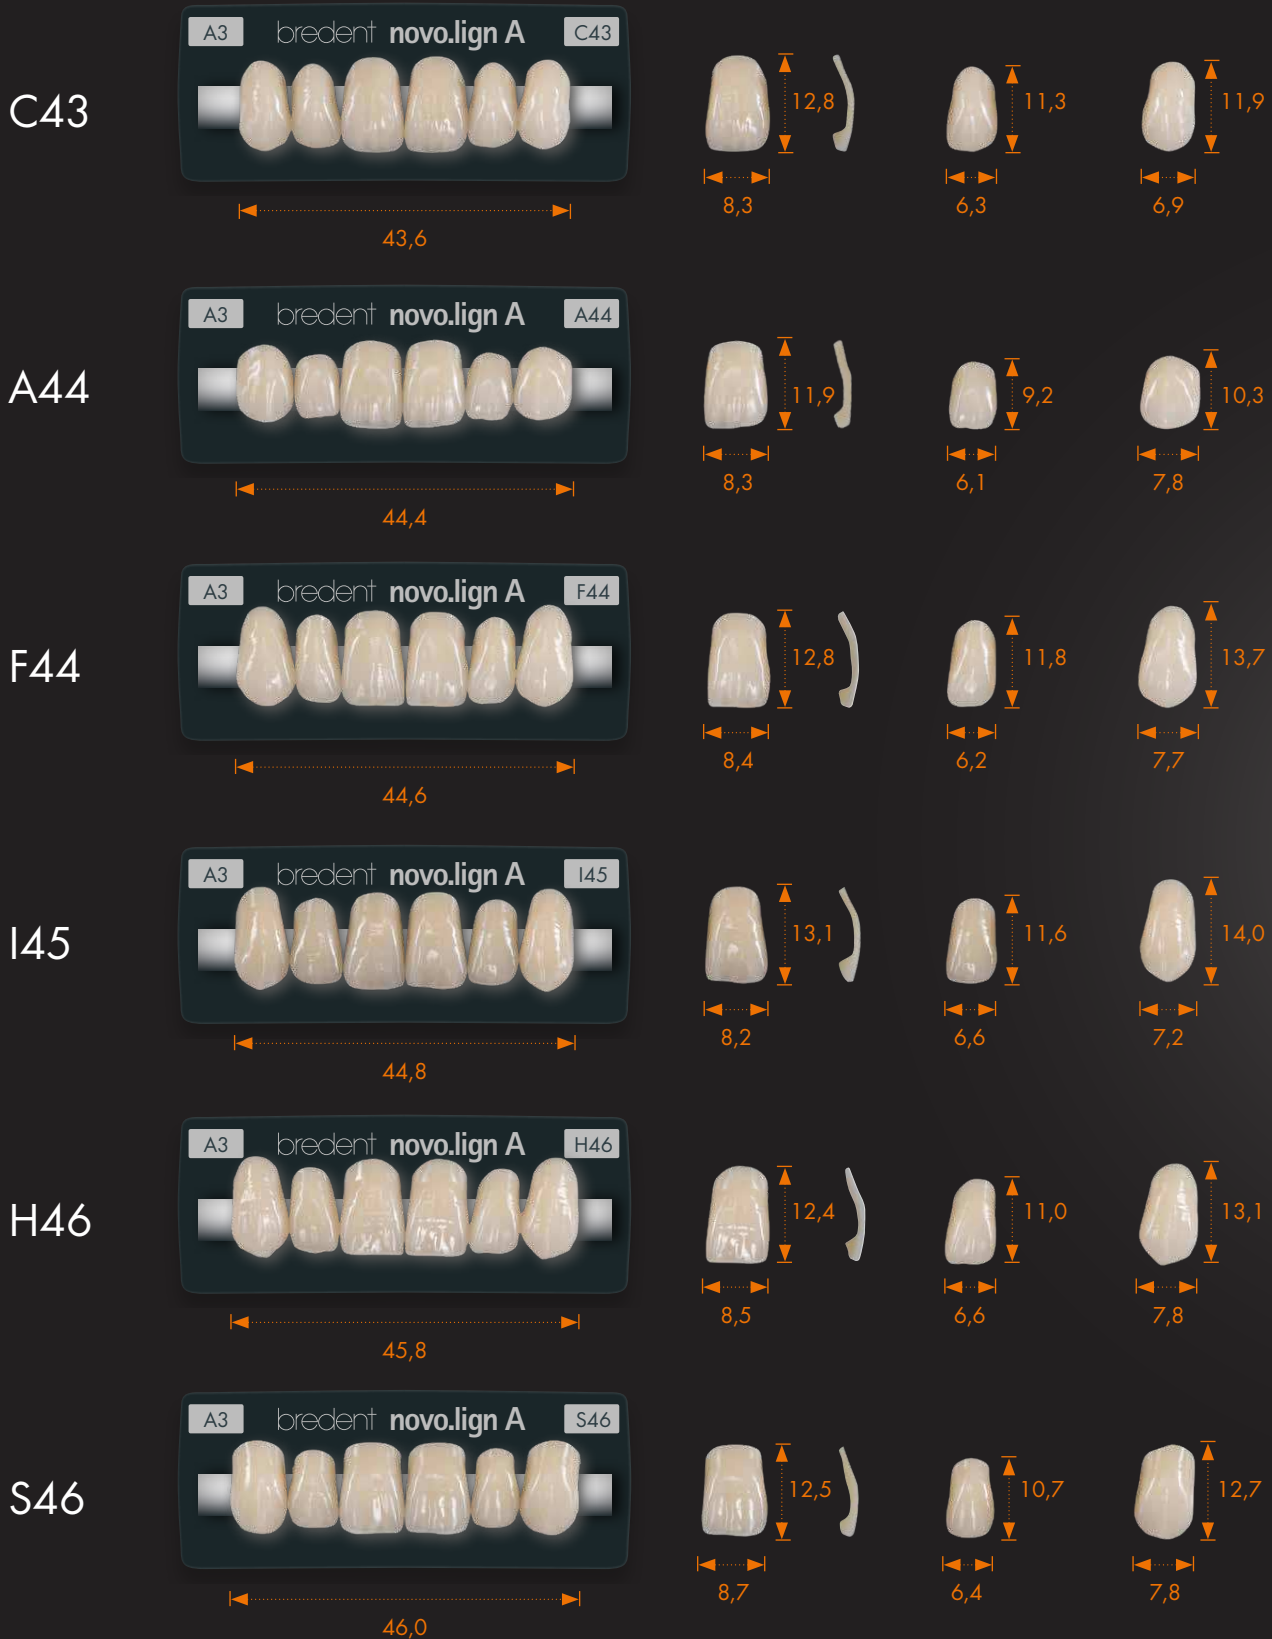 A3 bredent novo.lign A C43
C43
12,8 11,3 11,9
8,3 6,3 6,9
43,6
A3 bredent novo.lign A A44
A44
11,9 9,2 10,3
8,3 6,1 7,8
44,4
A3 bredent novo.lign A F44
F44
12,8 11,8 13,7
8,4 6,2 7,7
44,6
A3 bredent novo.lign A I45
I45
13,1 11,6 14,0
8,2 6,6 7,2
44,8
A3 bredent novo.lign A H46
H46
12,4 11,0 13,1
8,5 6,6 7,8
45,8
A3 bredent novo.lign A S46
S46
12,5 10,7 12,7
8,7 6,4 7,8
46,0